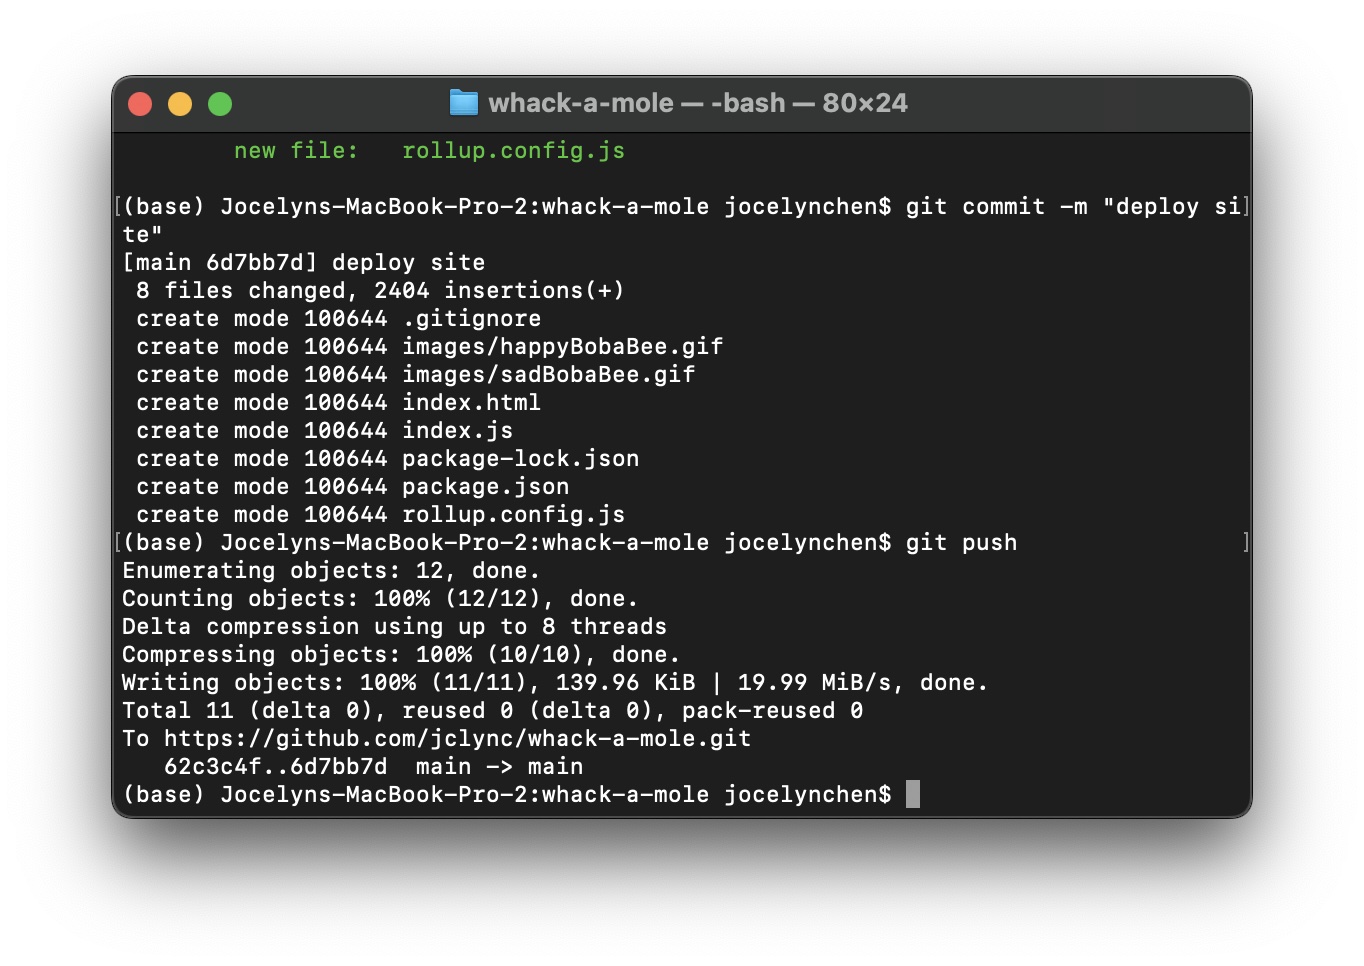 whack-a-mole — -bash — 80×24
new file:   rollup.config.js
[(base) Jocelyns-MacBook-Pro-2:whack-a-mole jocelynchen$ git commit -m "deploy si]
te"
[main 6d7bb7d] deploy site
 8 files changed, 2404 insertions(+)
 create mode 100644 .gitignore
 create mode 100644 images/happyBobaBee.gif
 create mode 100644 images/sadBobaBee.gif
 create mode 100644 index.html
 create mode 100644 index.js
 create mode 100644 package-lock.json
 create mode 100644 package.json
 create mode 100644 rollup.config.js
[(base) Jocelyns-MacBook-Pro-2:whack-a-mole jocelynchen$ git push ]
Enumerating objects: 12, done.
Counting objects: 100% (12/12), done.
Delta compression using up to 8 threads
Compressing objects: 100% (10/10), done.
Writing objects: 100% (11/11), 139.96 KiB | 19.99 MiB/s, done.
Total 11 (delta 0), reused 0 (delta 0), pack-reused 0
To https://github.com/jclync/whack-a-mole.git
   62c3c4f..6d7bb7d  main -> main
(base) Jocelyns-MacBook-Pro-2:whack-a-mole jocelynchen$